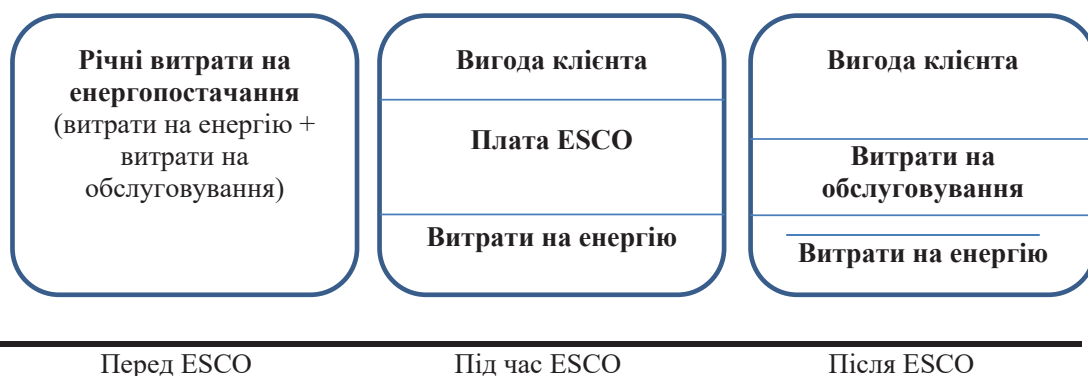 Річні витрати на
енергопостачання
(витрати на енергію +
витрати на
обслуговування)
Вигода клієнта
Плата ESCO
Витрати на енергію
Вигода клієнта
Витрати на
обслуговування
Витрати на енергію
Перед ESCO
Під час ESCO
Після ESCO